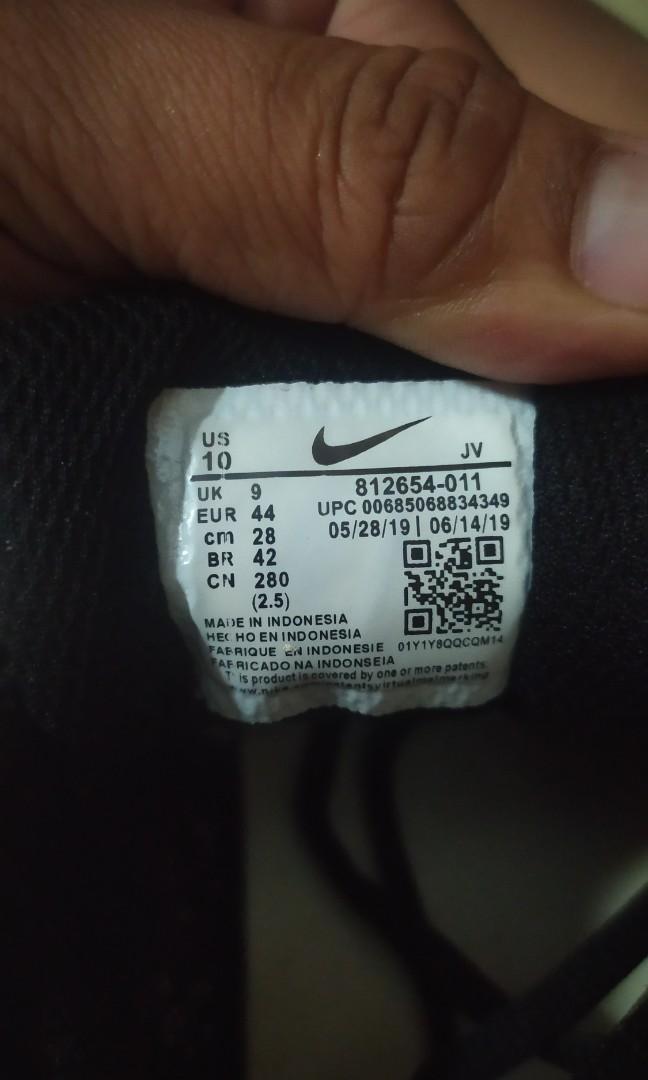 US
10
JV
UK 9
EUR 44
cm 28
BR 42
CN 280
(2.5)
812654-011
UPC 00685068834349
05/28/19 | 06/14/19
01Y1Y8QQCQM14
MADE IN INDONESIA
HECHO EN INDONESIA
FABRIQUE EN INDONESIE
FABRICADO NA INDONSEIA
This product is covered by one or more patents.